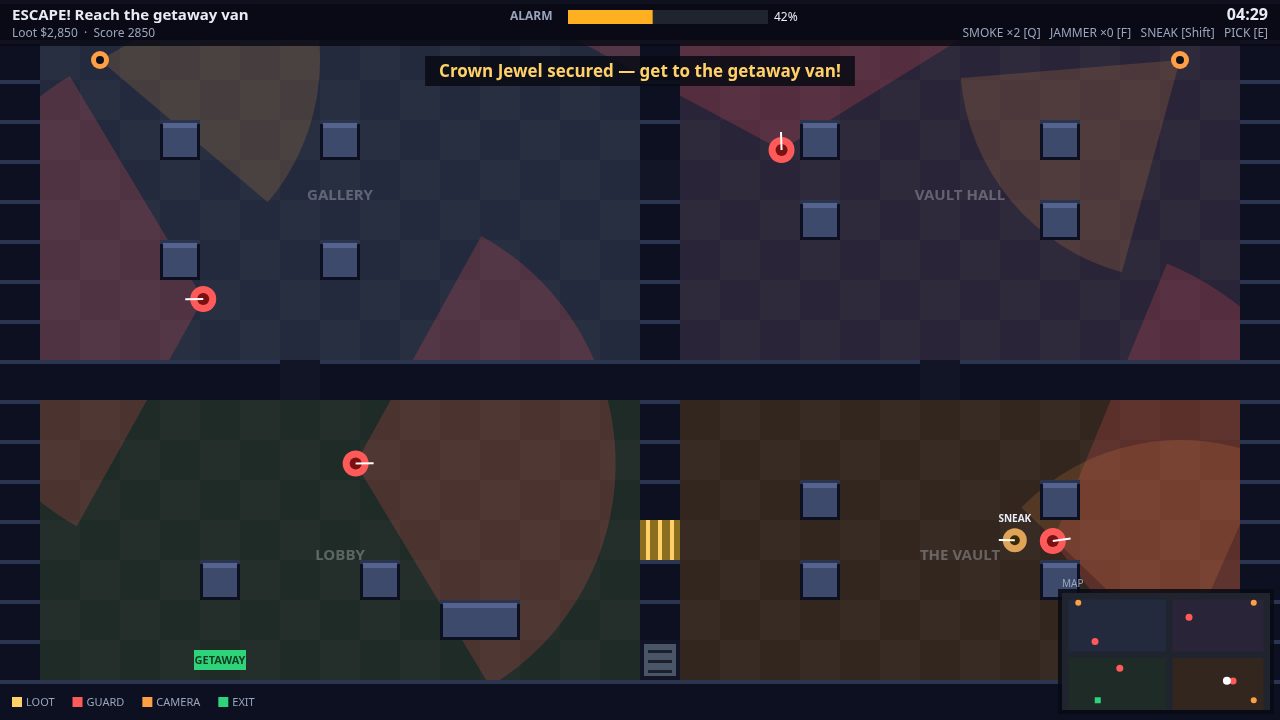 ESCAPE! Reach the getaway van
ALARM 42%
04:29
Loot $2,850 · Score 2850
SMOKE ×2 [Q] JAMMER ×0 [F] SNEAK [Shift] PICK [E]
Crown Jewel secured — get to the getaway van!
GALLERY
VAULT HALL
SNEAK
LOBBY
THE VAULT
MAP
GETAWAY
LOOT
GUARD
CAMERA
EXIT